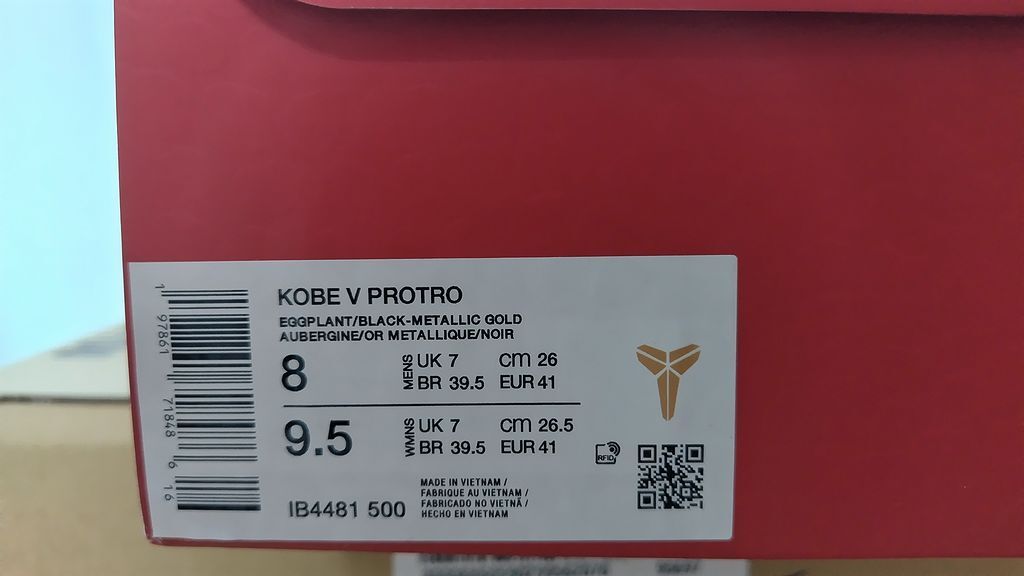 KOBE V PROTRO
EGGPLANT/BLACK-METALLIC GOLD
AUBERGINE/OR METALLIQUE/NOIR
8 MENS UK 7 cm 26
BR 39.5 EUR 41
9.5 WMNS UK 7 cm 26.5
BR 39.5 EUR 41
RFID
IB4481 500
MADE IN VIETNAM /
FABRIQUE AU VIETNAM /
FABRICADO NO VIETNÃ /
HECHO EN VIETNAM
1 97861 71848 6 16